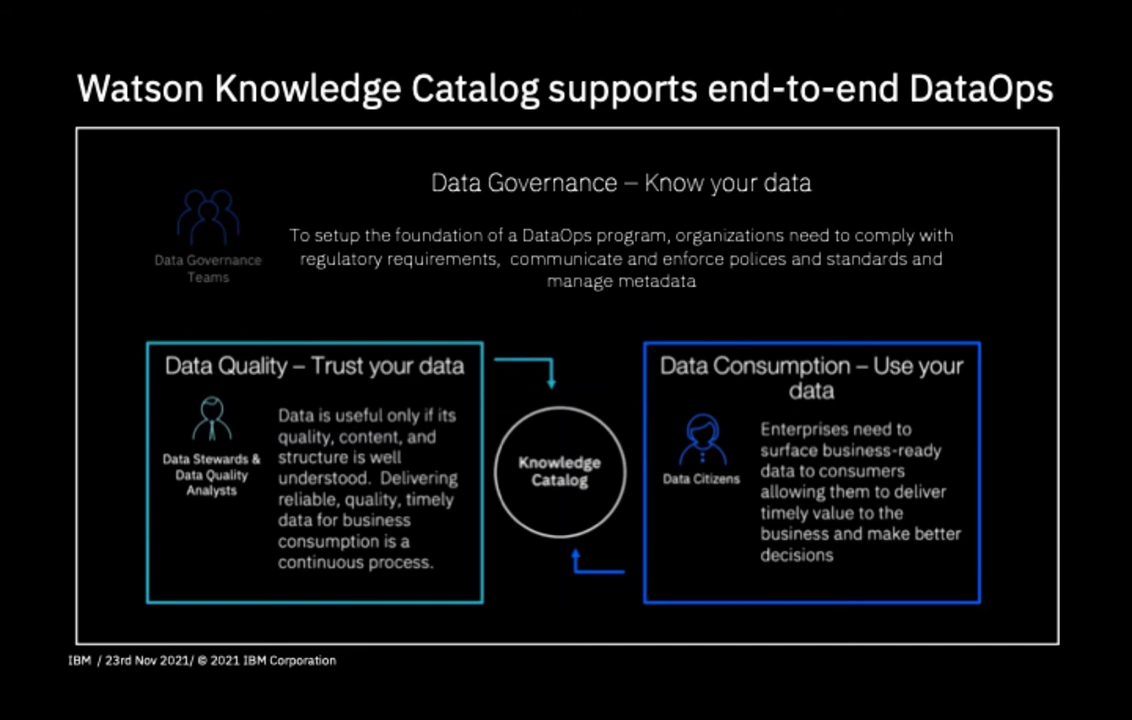 Watson Knowledge Catalog supports end-to-end DataOps
Data Governance – Know your data
Data Governance
Teams
To setup the foundation of a DataOps program, organizations need to comply with
regulatory requirements, communicate and enforce polices and standards and
manage metadata
Data Quality – Trust your data
Data Stewards &
Data Quality
Analysts
Data is useful only if its
quality, content, and
structure is well
understood. Delivering
reliable, quality, timely
data for business
consumption is a
continuous process.
Knowledge
Catalog
Data Consumption – Use your
data
Data Citizens
Enterprises need to
surface business-ready
data to consumers
allowing them to deliver
timely value to the
business and make better
decisions
IBM / 23rd Nov 2021/ © 2021 IBM Corporation